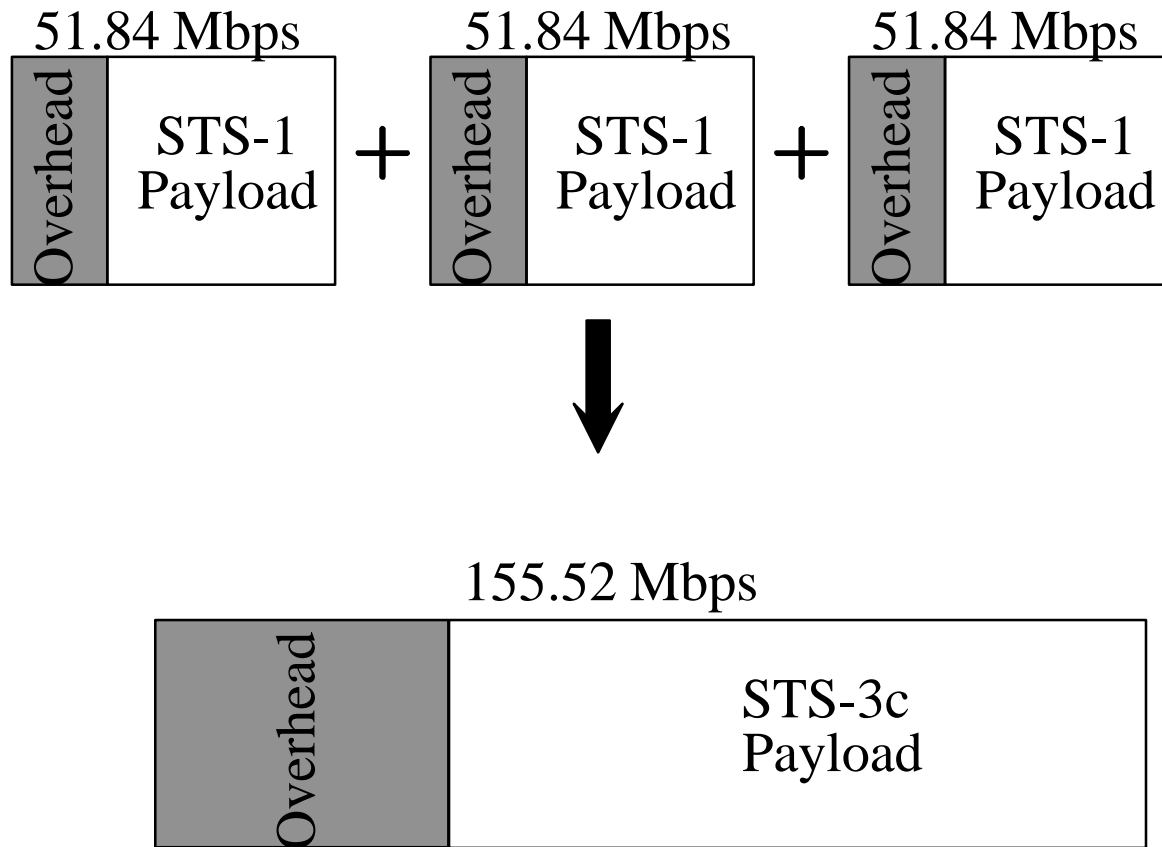 51.84 Mbps
51.84 Mbps
51.84 Mbps
Overhead
STS-1
Payload
+
Overhead
STS-1
Payload
+
Overhead
STS-1
Payload
155.52 Mbps
Overhead
STS-3c
Payload